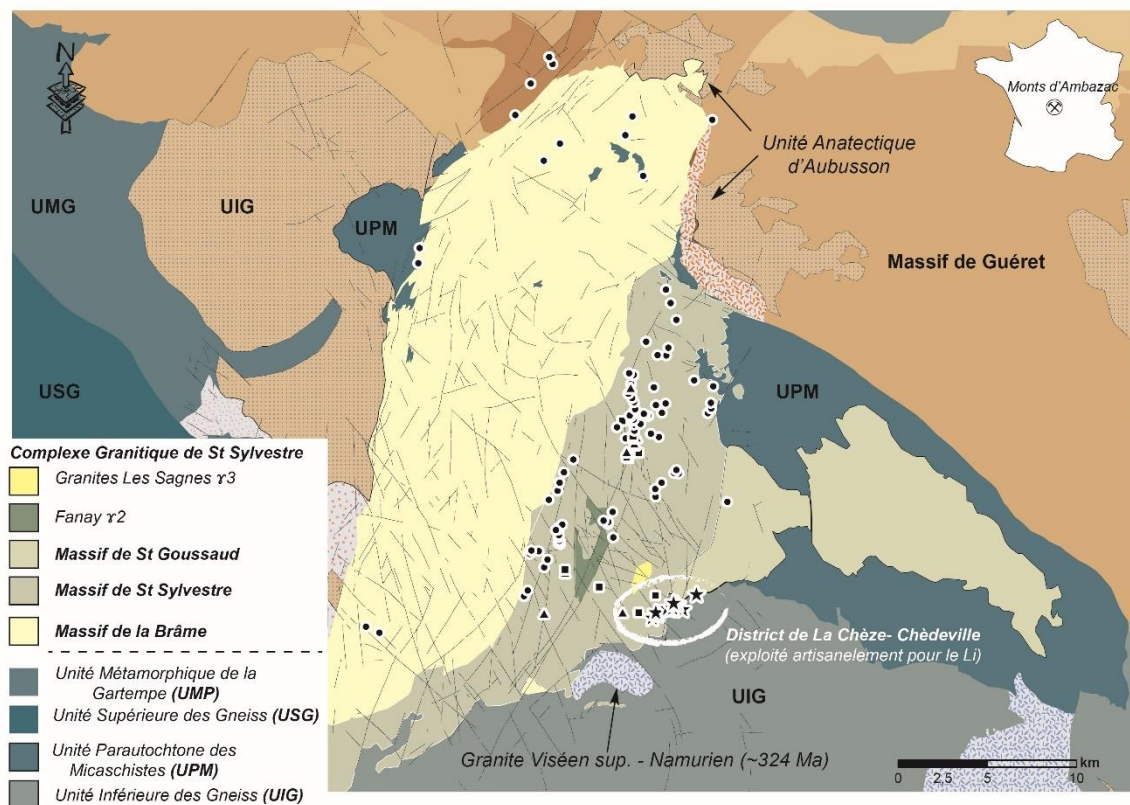 N
Monts d'Ambazac
Unité Anatectique
d'Aubusson
UMG
UIG
UPM
Massif de Guéret
USG
UPM
Complexe Granitique de St Sylvestre
Granites Les Sagnes ɤ3
Fanay ɤ2
Massif de St Goussaud
Massif de St Sylvestre
Massif de la Brâme
Unité Métamorphique de la
Gartempe (UMP)
Unité Supérieure des Gneiss (USG)
Unité Parautochtone des
Micaschistes (UPM)
Unité Inférieure des Gneiss (UIG)
District de La Chèze- Chèdeville
(exploité artisanelement pour le Li)
UIG
Granite Viséen sup. - Namurien (~324 Ma)
km
0 2,5 5 10